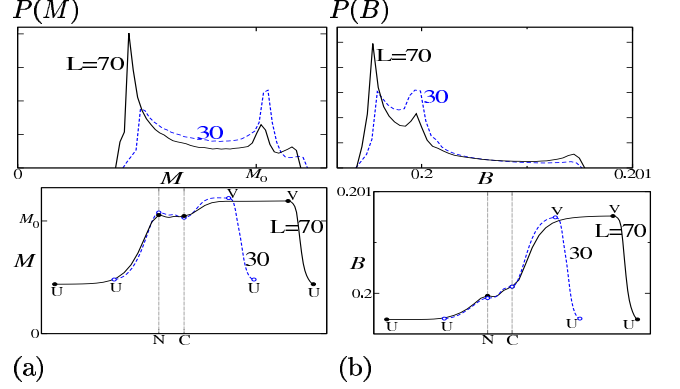 P(M) P(B)
L=70 L=70
30 30
0 M M₀ 0.2 B 0.201
0.201
V V V V
M₀ L=70 L=70
M 30 B 30
0.2
U U U U U U U U
0
N C N C
(a) (b)